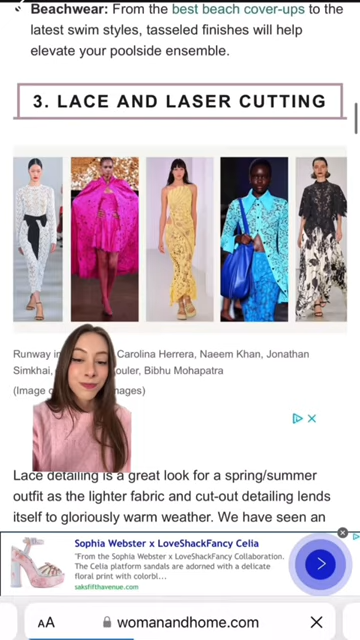 Beachwear: From the best beach cover-ups to the
latest swim styles, tasseled finishes will help
elevate your poolside ensemble.
3. LACE AND LASER CUTTING
Runway Carolina Herrera, Naeem Khan, Jonathan
Simkhai, Bibhu Mohapatra
(Image
Lace detailing is a great look for a spring/summer
outfit as the lighter fabric and cut-out detailing lends
itself to gloriously warm weather. We have seen an
Sophia Webster x LoveShackFancy Celia
"From the Sophia Webster x LoveShackFancy Collaboration.
The Celia platform sandals are adorned with a delicate
floral print with colorbl...
saksfifthavenue.com
AA womanandhome.com